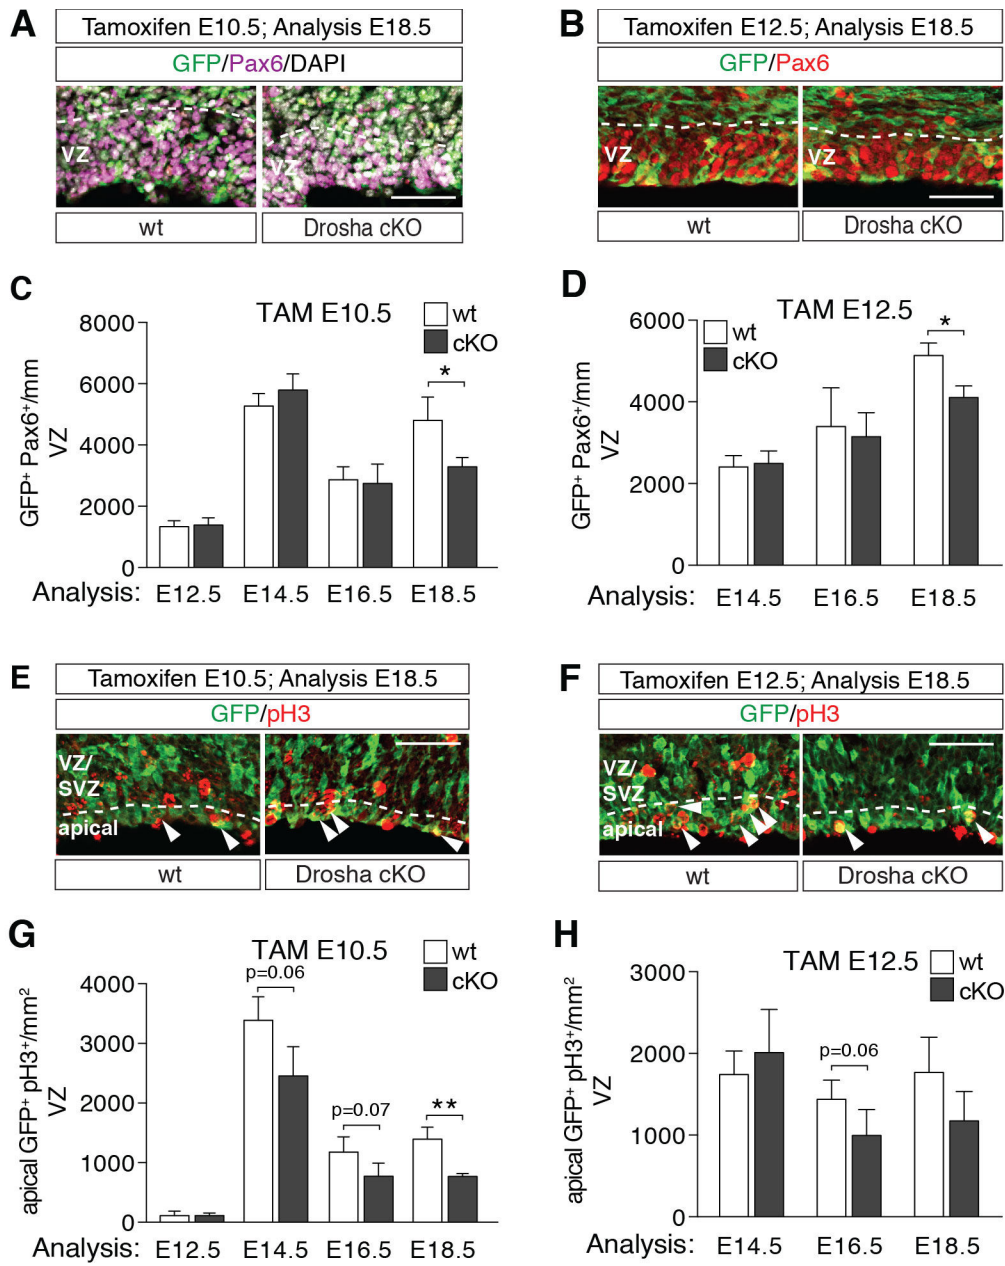 A
Tamoxifen E10.5; Analysis E18.5
GFP/Pax6/DAPI
VZ
VZ
wt
Drosha cKO
B
Tamoxifen E12.5; Analysis E18.5
GFP/Pax6
VZ
VZ
wt
Drosha cKO
C
TAM E10.5
wt
cKO
GFP⁺ Pax6⁺/mm
VZ
8000
6000
4000
2000
0
*
Analysis: E12.5 E14.5 E16.5 E18.5
D
TAM E12.5
wt
cKO
GFP⁺ Pax6⁺/mm
VZ
6000
4000
2000
0
*
Analysis: E14.5 E16.5 E18.5
E
Tamoxifen E10.5; Analysis E18.5
GFP/pH3
VZ/
SVZ
apical
wt
Drosha cKO
F
Tamoxifen E12.5; Analysis E18.5
GFP/pH3
VZ/
SVZ
apical
wt
Drosha cKO
G
TAM E10.5
wt
cKO
apical GFP⁺ pH3⁺/mm²
VZ
4000
3000
2000
1000
0
p=0.06
p=0.07
**
Analysis: E12.5 E14.5 E16.5 E18.5
H
TAM E12.5
wt
cKO
apical GFP⁺ pH3⁺/mm²
VZ
3000
2000
1000
0
p=0.06
Analysis: E14.5 E16.5 E18.5